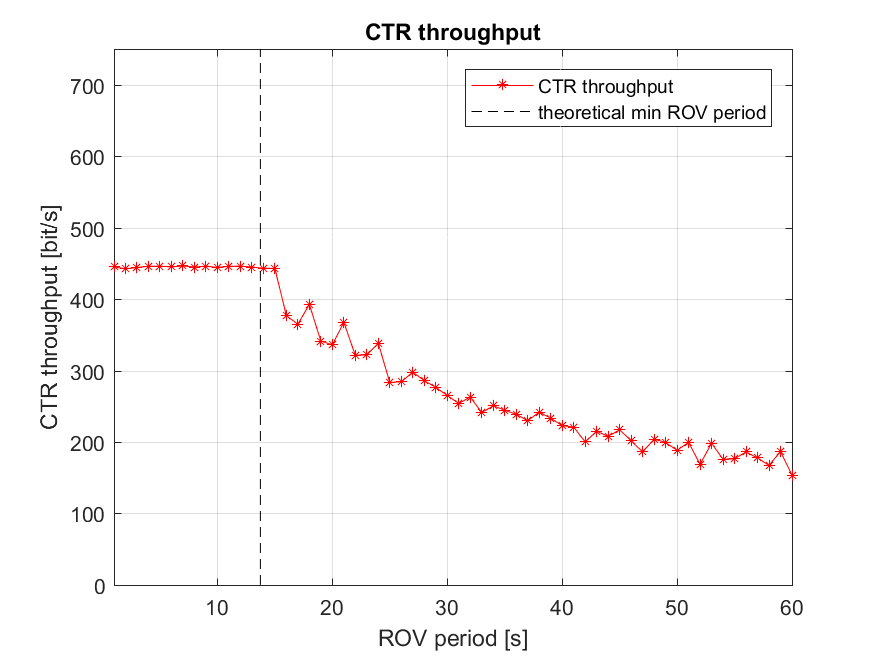 CTR throughput
CTR throughput
theoretical min ROV period
CTR throughput [bit/s]
700
600
500
400
300
200
100
0
10 20 30 40 50 60
ROV period [s]